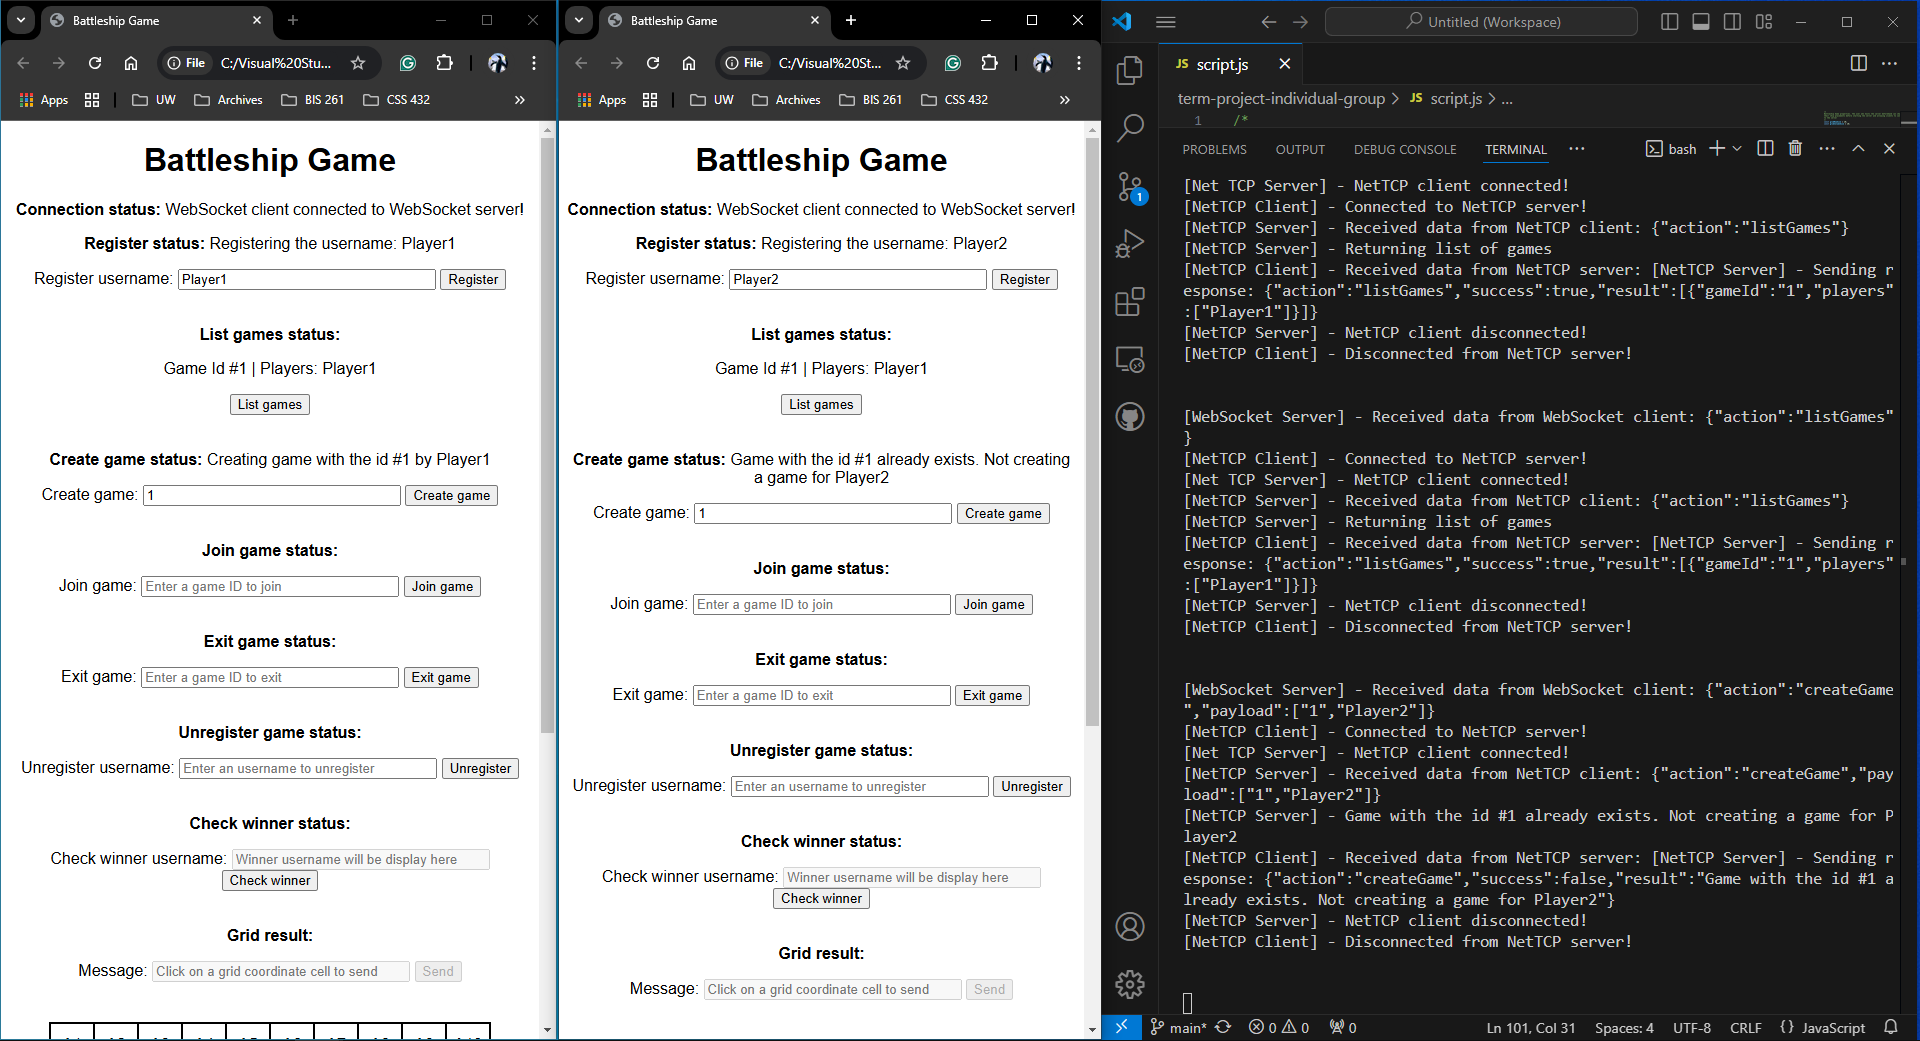 Battleship Game
File
C:/Visual%20Stu...
Apps
UW
Archives
BIS 261
CSS 432
Battleship Game
Connection status: WebSocket client connected to WebSocket server!
Register status: Registering the username: Player1
Register username: Player1 Register
List games status:
Game Id #1 | Players: Player1
List games
Create game status: Creating game with the id #1 by Player1
Create game: 1 Create game
Join game status:
Join game: Enter a game ID to join Join game
Exit game status:
Exit game: Enter a game ID to exit Exit game
Unregister game status:
Unregister username: Enter an username to unregister Unregister
Check winner status:
Check winner username: Winner username will be display here
Check winner
Grid result:
Message: Click on a grid coordinate cell to send Send
Battleship Game
File
C:/Visual%20St...
Apps
UW
Archives
BIS 261
CSS 432
Battleship Game
Connection status: WebSocket client connected to WebSocket server!
Register status: Registering the username: Player2
Register username: Player2 Register
List games status:
Game Id #1 | Players: Player1
List games
Create game status: Game with the id #1 already exists. Not creating
a game for Player2
Create game: 1 Create game
Join game status:
Join game: Enter a game ID to join Join game
Exit game status:
Exit game: Enter a game ID to exit Exit game
Unregister game status:
Unregister username: Enter an username to unregister Unregister
Check winner status:
Check winner username: Winner username will be display here
Check winner
Grid result:
Message: Click on a grid coordinate cell to send Send
Untitled (Workspace)
JS script.js
term-project-individual-group > JS script.js > ...
1 /*
PROBLEMS OUTPUT DEBUG CONSOLE TERMINAL ... bash
1
[Net TCP Server] - NetTCP client connected!
[NetTCP Client] - Connected to NetTCP server!
[NetTCP Server] - Received data from NetTCP client: {"action":"listGames"}
[NetTCP Server] - Returning list of games
[NetTCP Client] - Received data from NetTCP server: [NetTCP Server] - Sending r
esponse: {"action":"listGames","success":true,"result":[{"gameId":"1","players"
:["Player1"]}]}
[NetTCP Server] - NetTCP client disconnected!
[NetTCP Client] - Disconnected from NetTCP server!
[WebSocket Server] - Received data from WebSocket client: {"action":"listGames"
}
[NetTCP Client] - Connected to NetTCP server!
[Net TCP Server] - NetTCP client connected!
[NetTCP Server] - Received data from NetTCP client: {"action":"listGames"}
[NetTCP Server] - Returning list of games
[NetTCP Client] - Received data from NetTCP server: [NetTCP Server] - Sending r
esponse: {"action":"listGames","success":true,"result":[{"gameId":"1","players"
:["Player1"]}]}
[NetTCP Server] - NetTCP client disconnected!
[NetTCP Client] - Disconnected from NetTCP server!
[WebSocket Server] - Received data from WebSocket client: {"action":"createGame
","payload":["1","Player2"]}
[NetTCP Client] - Connected to NetTCP server!
[Net TCP Server] - NetTCP client connected!
[NetTCP Server] - Received data from NetTCP client: {"action":"createGame","pay
load":["1","Player2"]}
[NetTCP Server] - Game with the id #1 already exists. Not creating a game for P
layer2
[NetTCP Client] - Received data from NetTCP server: [NetTCP Server] - Sending r
esponse: {"action":"createGame","success":false,"result":"Game with the id #1 a
lready exists. Not creating a game for Player2"}
[NetTCP Server] - NetTCP client disconnected!
[NetTCP Client] - Disconnected from NetTCP server!
main* 0 0 0 Ln 101, Col 31 Spaces: 4 UTF-8 CRLF {} JavaScript